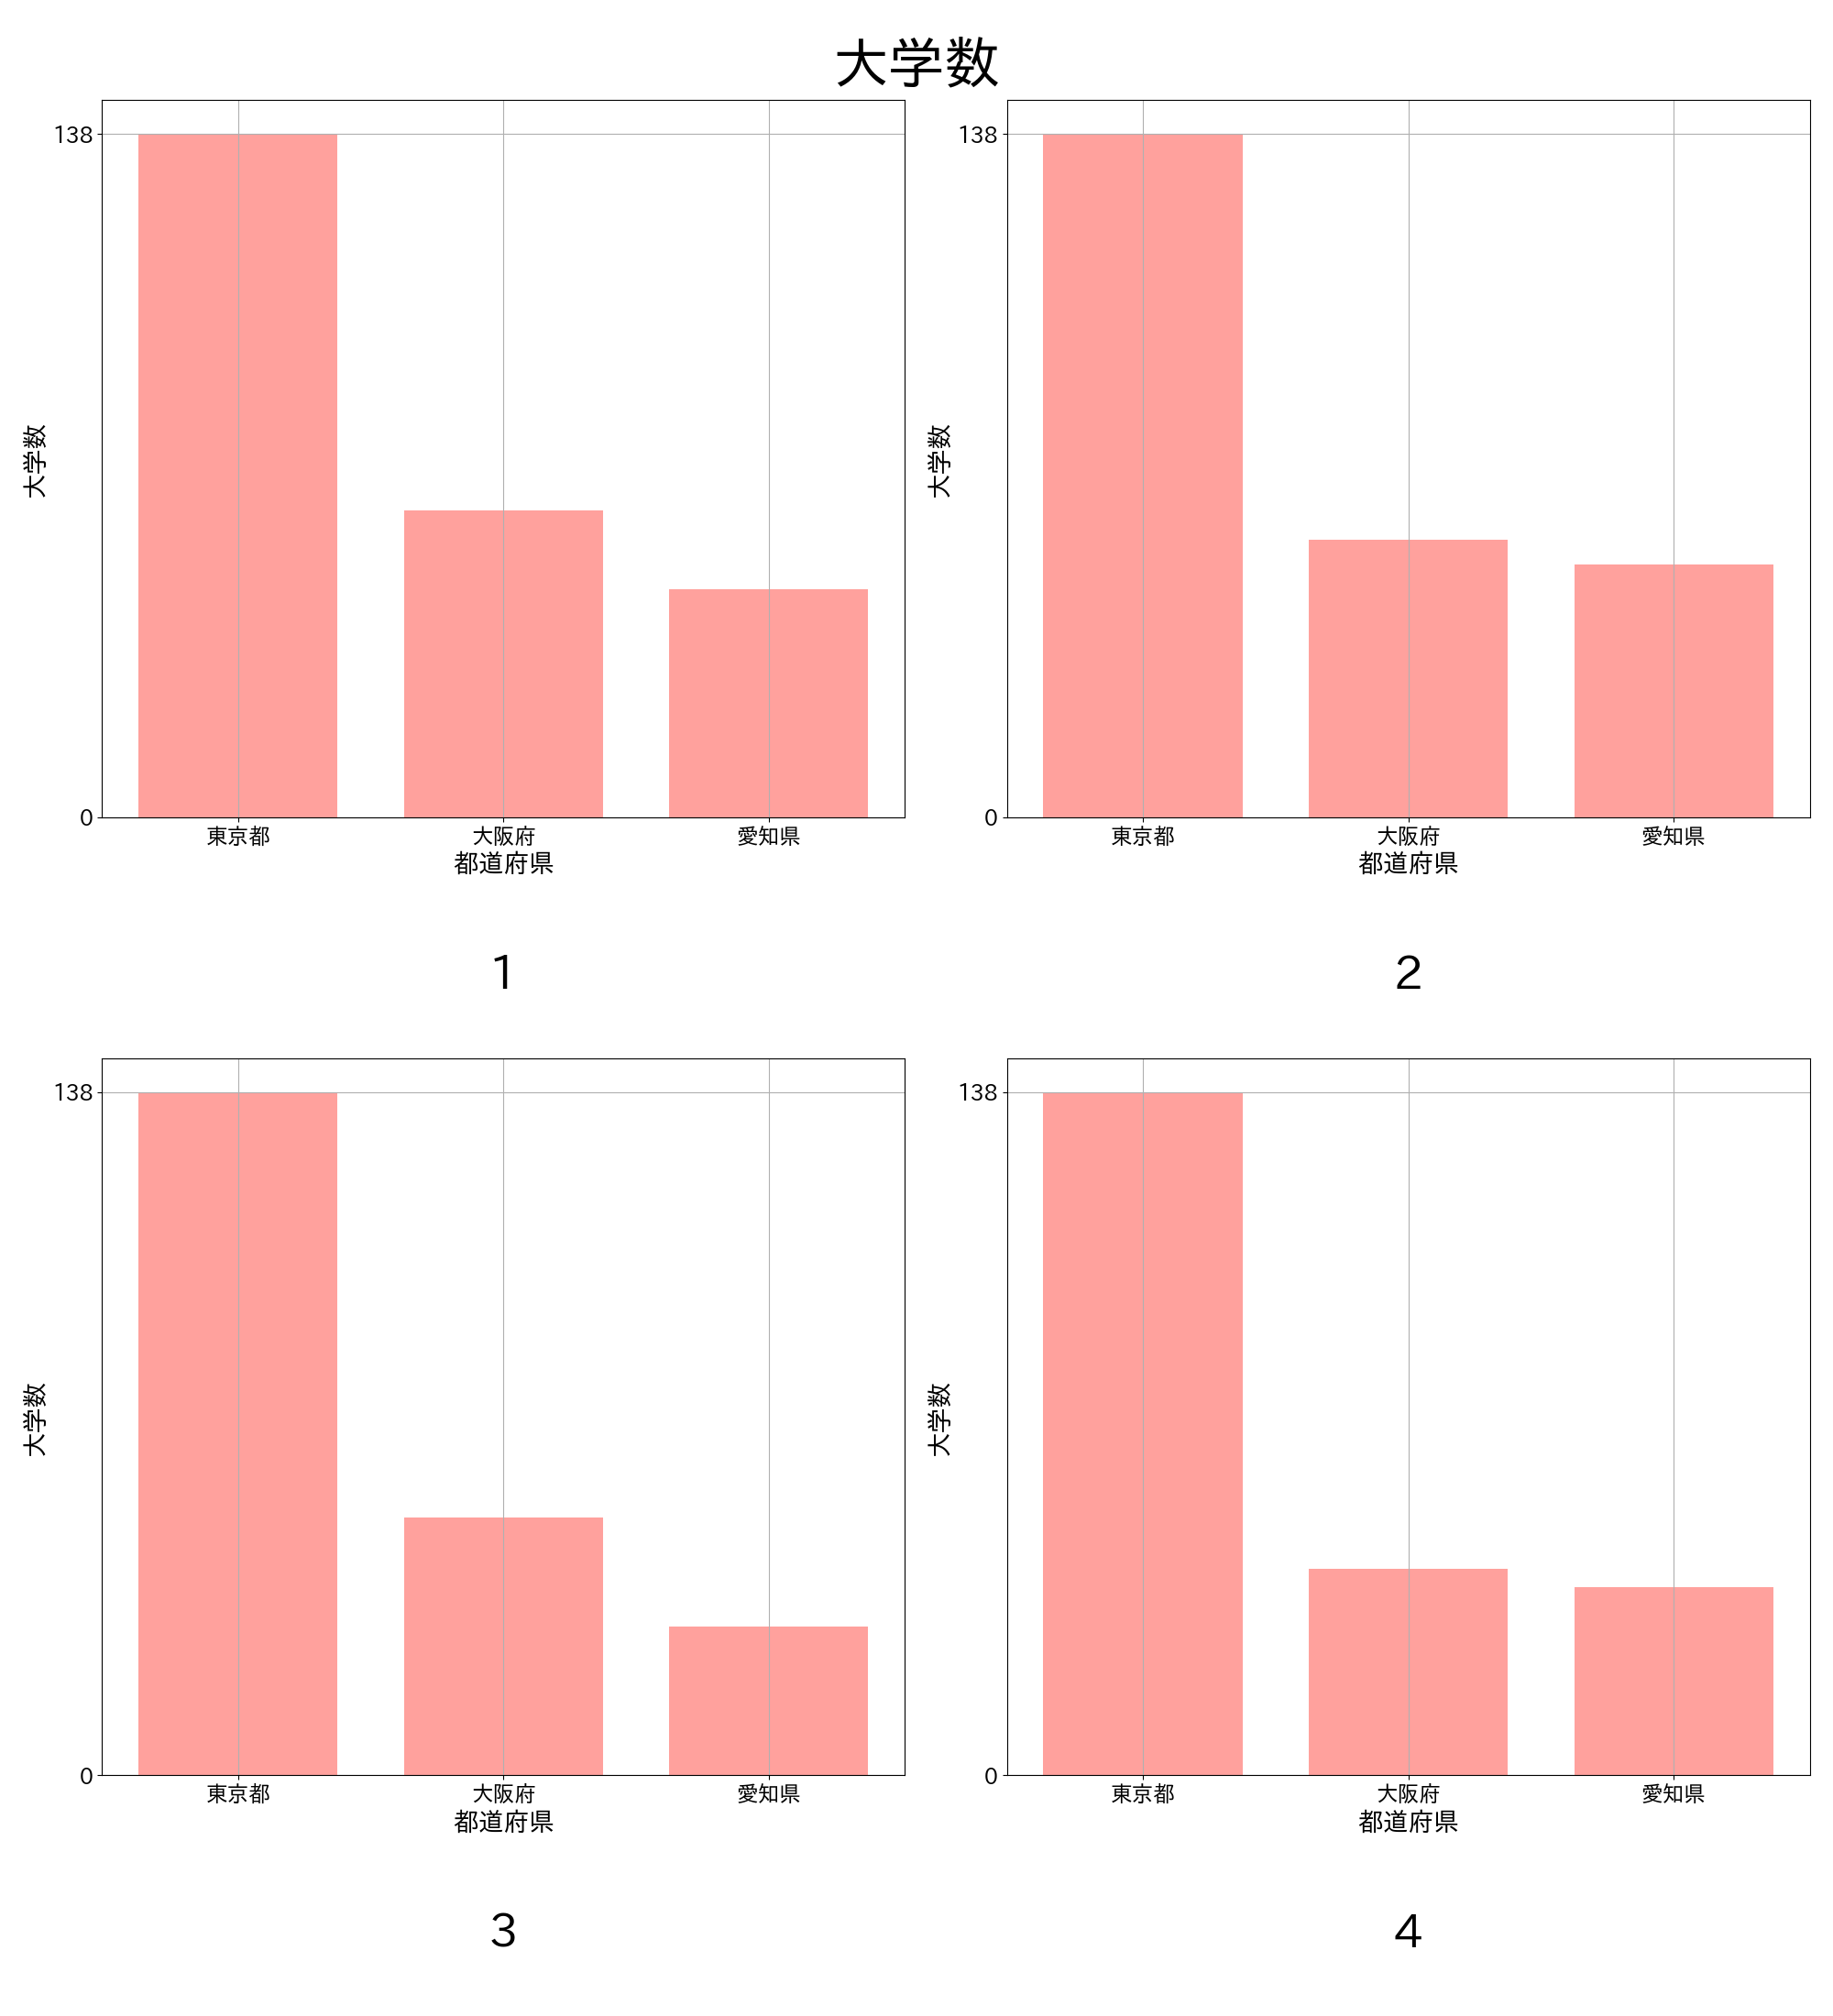 大学数
138
大学数
0
東京都 大阪府 愛知県
都道府県
1
138
大学数
0
東京都 大阪府 愛知県
都道府県
2
138
大学数
0
東京都 大阪府 愛知県
都道府県
3
138
大学数
0
東京都 大阪府 愛知県
都道府県
4